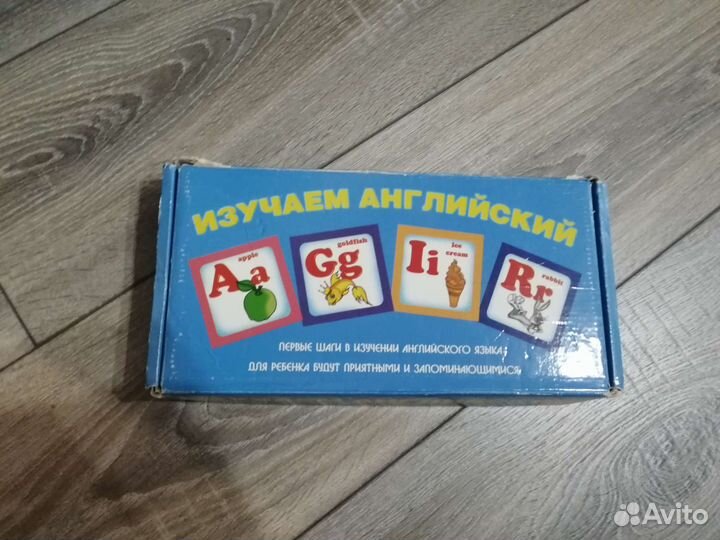 ИЗУЧАЕМ АНГЛИЙСКИЙ
apple
Aa
goldfish
Gg
ice
cream
Ii
rabbit
Rr
ПЕРВЫЕ ШАГИ В ИЗУЧЕНИИ АНГЛИЙСКОГО ЯЗЫКА
ДЛЯ РЕБЕНКА БУДУТ ПРИЯТНЫМИ И ЗАПОМИНАЮЩИМИСЯ
Avito